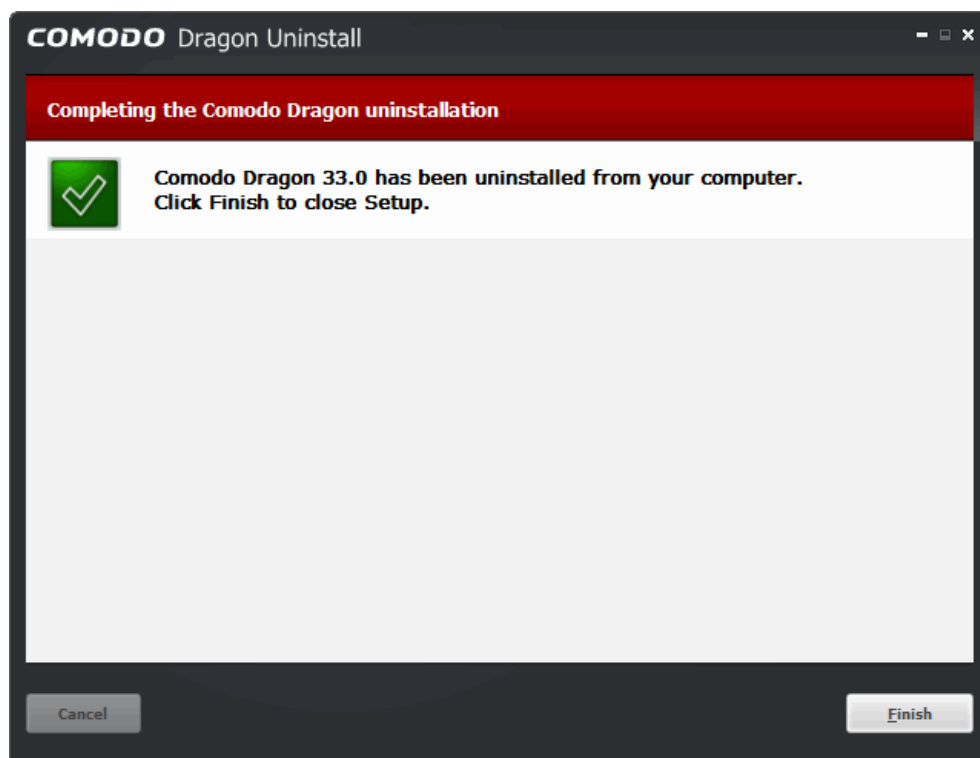 COMODO Dragon Uninstall
Completing the Comodo Dragon uninstallation
Comodo Dragon 33.0 has been uninstalled from your computer.
Click Finish to close Setup.
Cancel
Finish